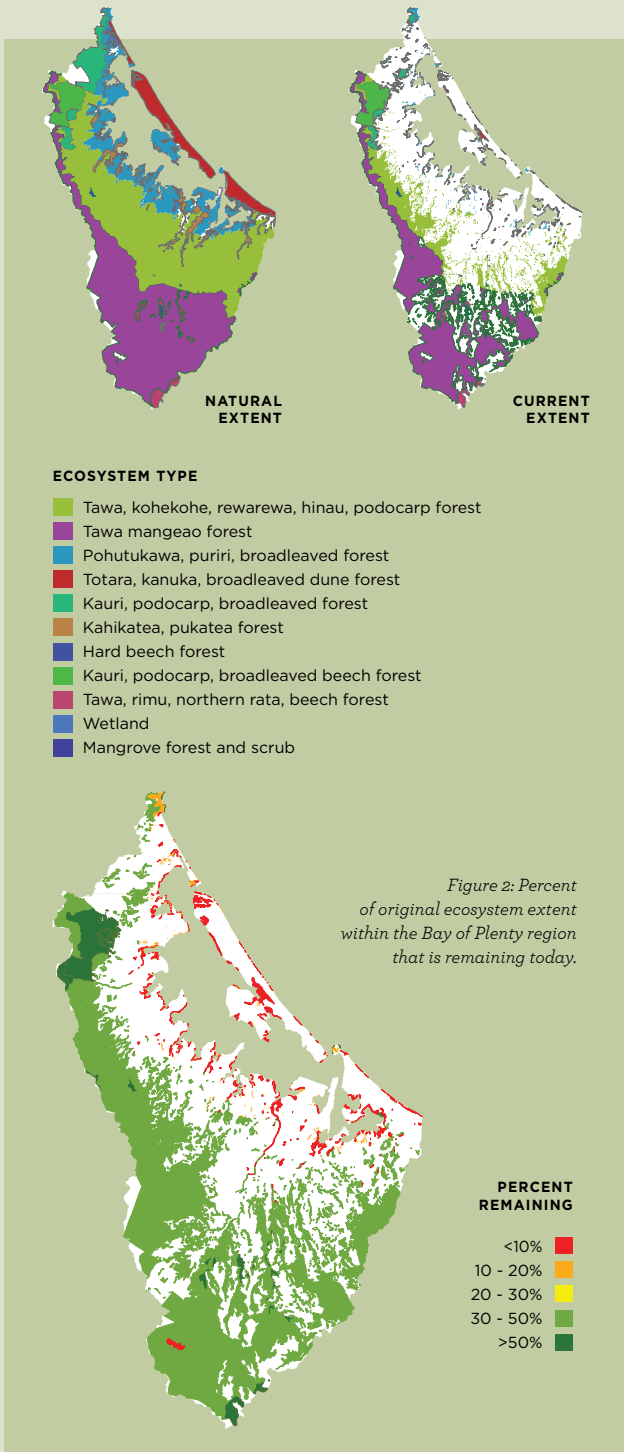 NATURAL
EXTENT
CURRENT
EXTENT
ECOSYSTEM TYPE
Tawa, kohekohe, rewarewa, hinau, podocarp forest
Tawa mangeao forest
Pohutukawa, puriri, broadleaved forest
Totara, kanuka, broadleaved dune forest
Kauri, podocarp, broadleaved forest
Kahikatea, pukatea forest
Hard beech forest
Kauri, podocarp, broadleaved beech forest
Tawa, rimu, northern rata, beech forest
Wetland
Mangrove forest and scrub
Figure 2: Percent
of original ecosystem extent
within the Bay of Plenty region
that is remaining today.
PERCENT
REMAINING
<10%
10 - 20%
20 - 30%
30 - 50%
>50%